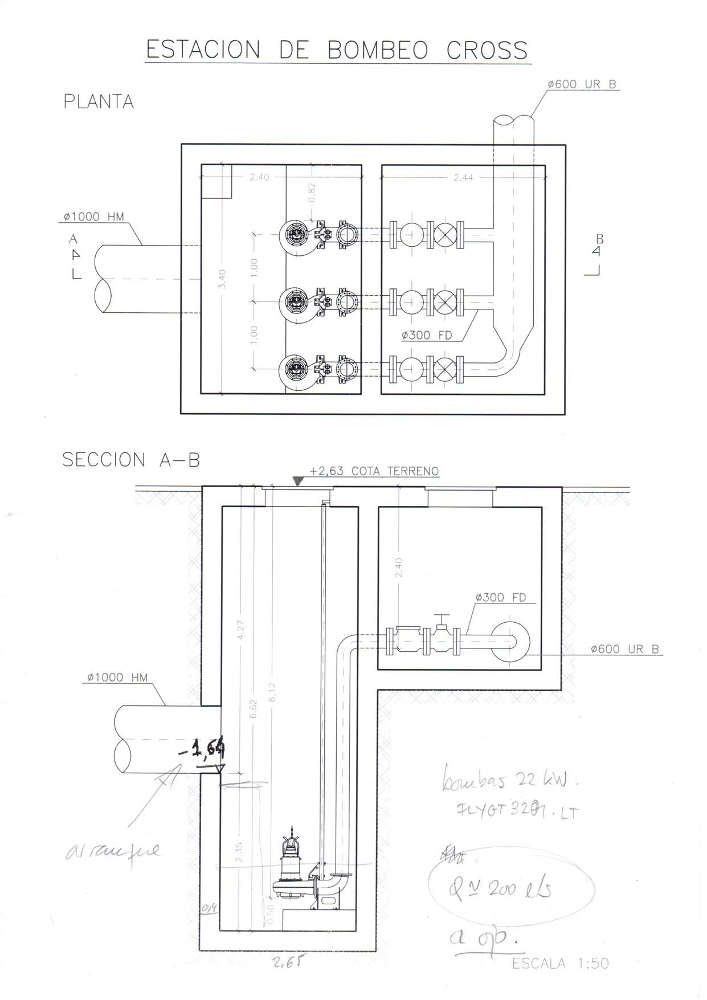 ESTACION DE BOMBEO CROSS
ø600 UR B
PLANTA
2.40
2.44
0.82
ø1000 HM
A
B
1.00
3.40
1.00
ø300 FD
SECCION A-B
+2,63 COTA TERRENO
2.40
ø300 FD
4.27
ø600 UR B
ø1000 HM
6.12
6.62
-1,64
bombas 22 kW.
arranque
2.35
Q ≃ 200 l/s
0,4
0.50
a ojo.
2,65
ESCALA 1:50